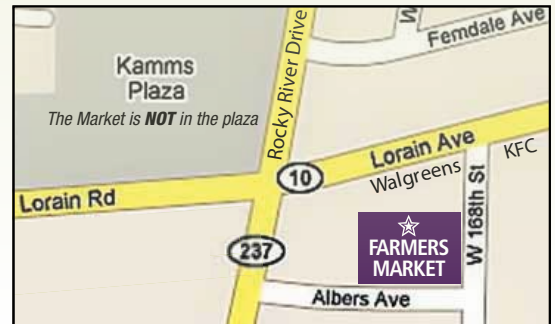 W
Ferndale Ave
Kamms
Plaza
The Market is NOT in the plaza
Rocky River Drive
Lorain Ave
KFC
10
Walgreens
Lorain Rd
W 168th St
FARMERS
MARKET
237
Albers Ave